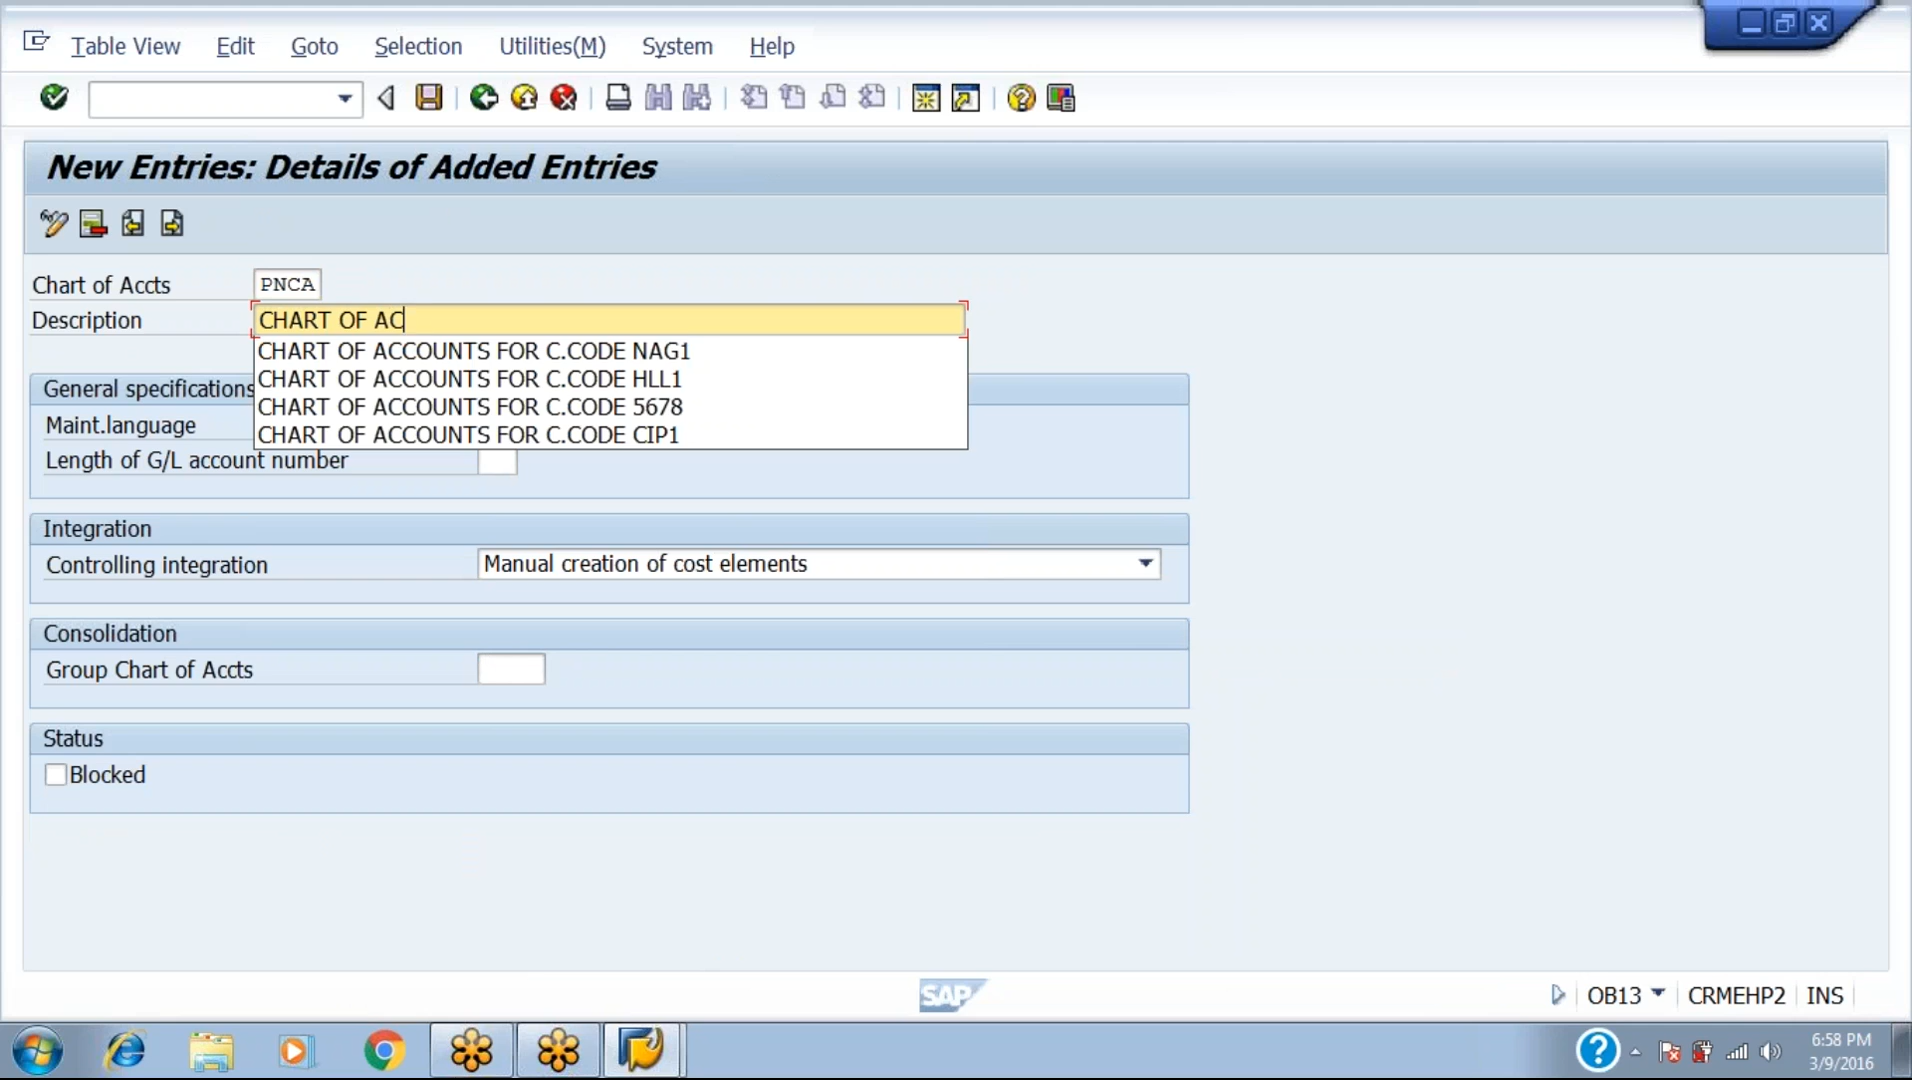 Table View Edit Goto Selection Utilities(M) System Help
New Entries: Details of Added Entries
Chart of Accts PNCA
Description CHART OF AC
CHART OF ACCOUNTS FOR C.CODE NAG1
CHART OF ACCOUNTS FOR C.CODE HLL1
CHART OF ACCOUNTS FOR C.CODE 5678
CHART OF ACCOUNTS FOR C.CODE CIP1
General specifications
Maint.language
Length of G/L account number
Integration
Controlling integration Manual creation of cost elements
Consolidation
Group Chart of Accts
Status
Blocked
SAP
OB13 CRMEHP2 INS
6:58 PM
3/9/2016